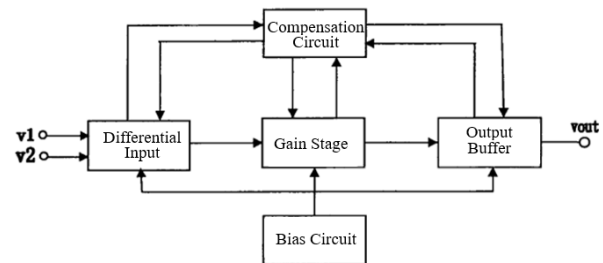 Compensation
Circuit
v1
v2
Differential
Input
Gain Stage
Output
Buffer
vout
Bias Circuit